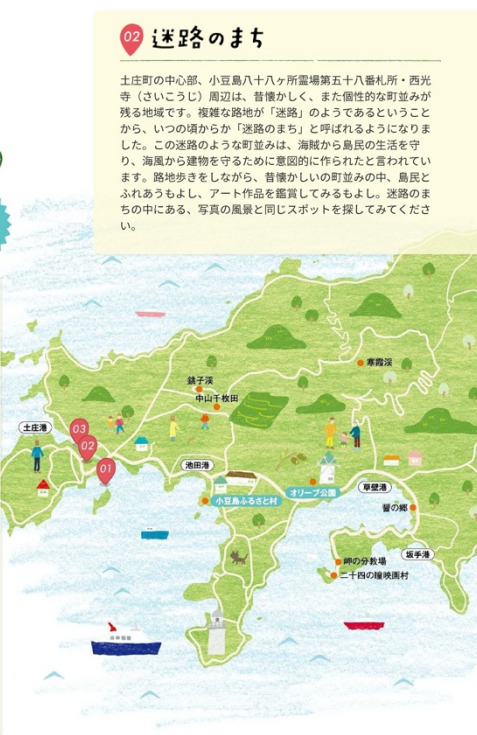 02 迷路のまち
土庄町の中心部、小豆島八十八ヶ所霊場第五十八番札所・西光
寺（さいこうじ）周辺は、昔懐かしく、また個性的な町並みが
残る地域です。複雑な路地が「迷路」のようであるということ
から、いつの頃からか「迷路のまち」と呼ばれるようになりま
した。この迷路のような町並みは、海賊から島民の生活を守
り、海風から建物を守るために意図的に作られたと言われてい
ます。路地歩きをしながら、昔懐かしいの町並みの中、島民と
ふれあうもよし、アート作品を鑑賞してみるもよし。迷路のま
ちの中にある、写真の風景と同じスポットを探してみてくださ
い。
寒霞渓
銚子渓
中山千枚田
土庄港
03
02
01
池田港
小豆島ふるさと村
オリーブ公園
草壁港
醤の郷
坂手港
岬の分教場
二十四の瞳映画村